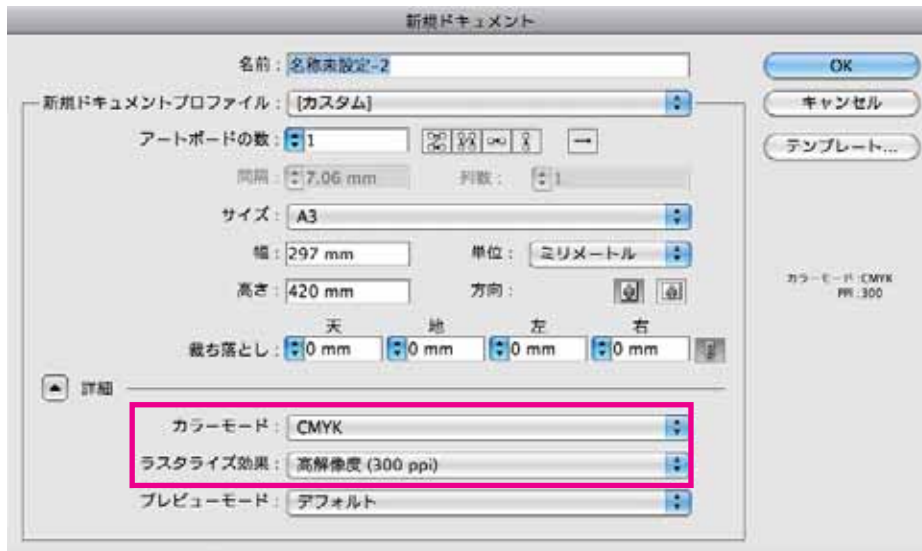 新規ドキュメント
名前：名称未設定-2
OK
新規ドキュメントプロファイル：[カスタム]
キャンセル
アートボードの数：1
テンプレート...
間隔：7.06 mm 列数：1
サイズ：A3
幅：297 mm 単位：ミリメートル
カラーモード:CMYK
PPI:300
高さ：420 mm 方向：
天 地 左 右
裁ち落とし：0 mm 0 mm 0 mm 0 mm
詳細
カラーモード：CMYK
ラスタライズ効果：高解像度 (300 ppi)
プレビューモード：デフォルト